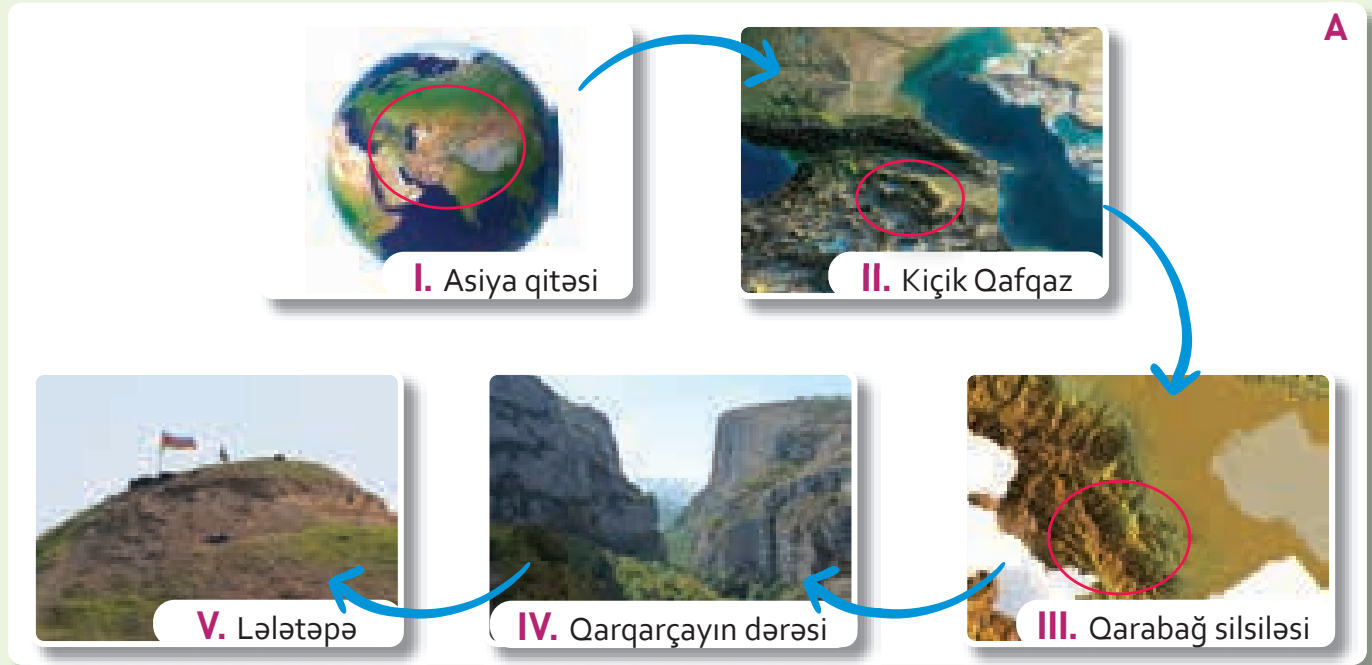 A
I. Asiya qitəsi
II. Kiçik Qafqaz
III. Qarabağ silsiləsi
IV. Qarqarçayın dərəsi
V. Lələtəpə